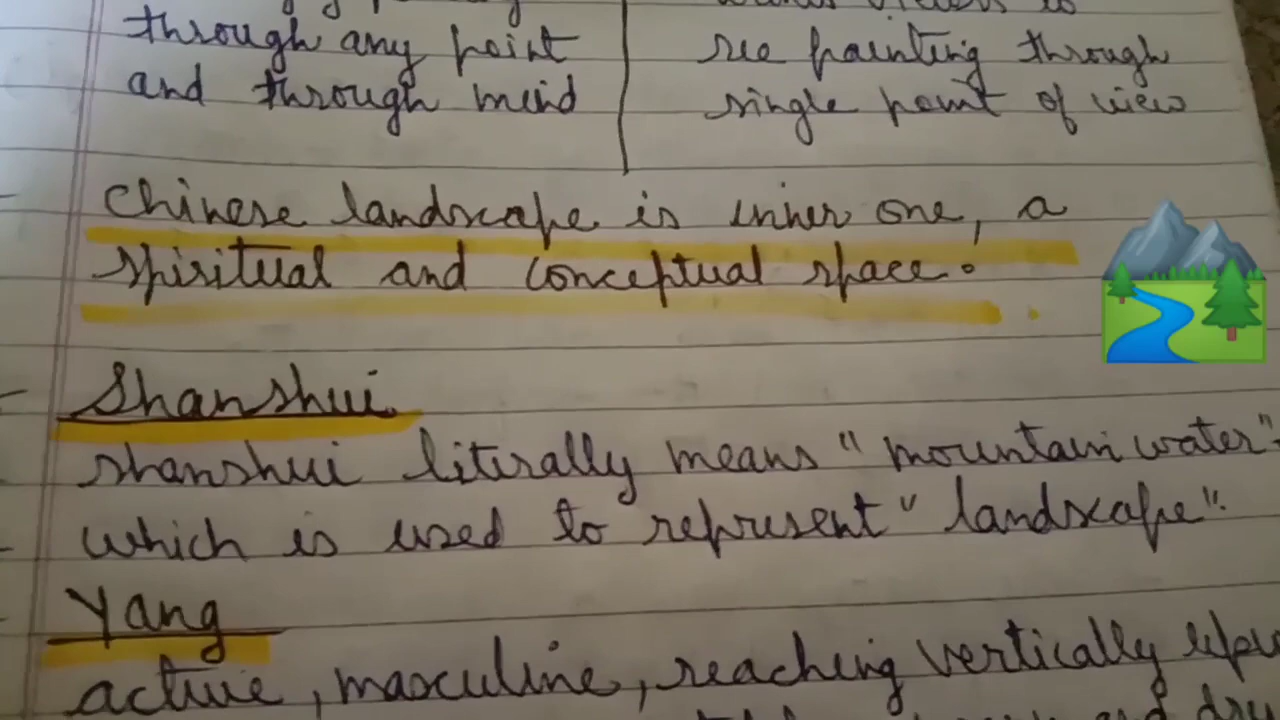 through any point
and through mind
see painting through
single point of view
Chinese landscape is inner one, a
spiritual and conceptual space.
Shanshui
shanshui literally means "mountain water"
which is used to represent "landscape".
Yang
active, masculine, reaching vertically